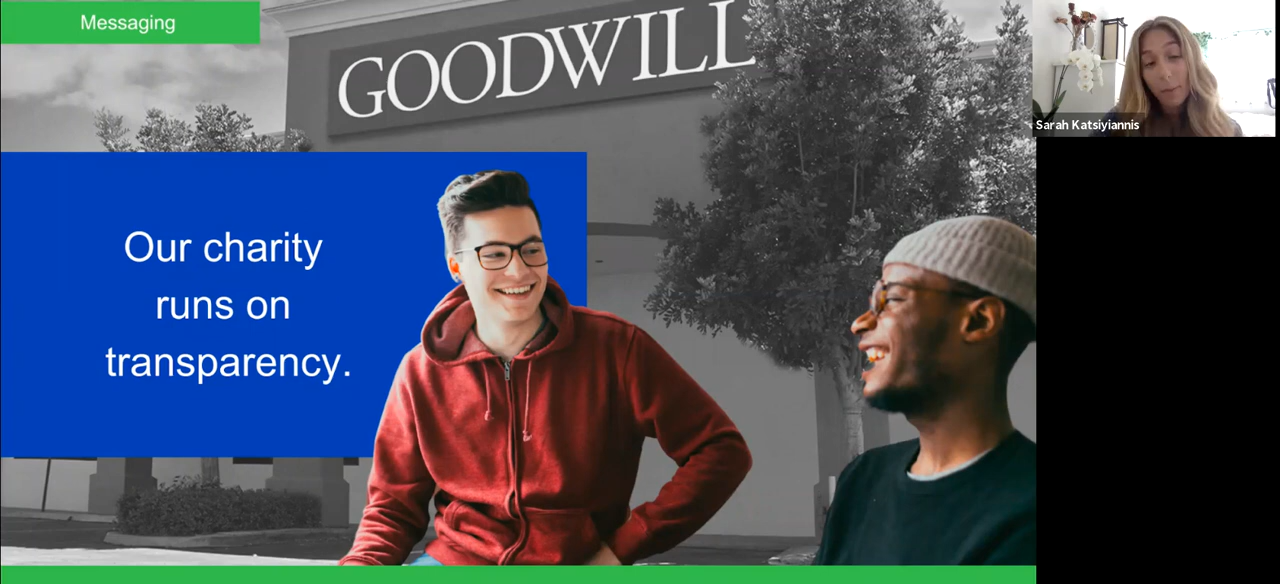 Messaging
GOODWILL
Sarah Katsiyiannis
Our charity
runs on
transparency.